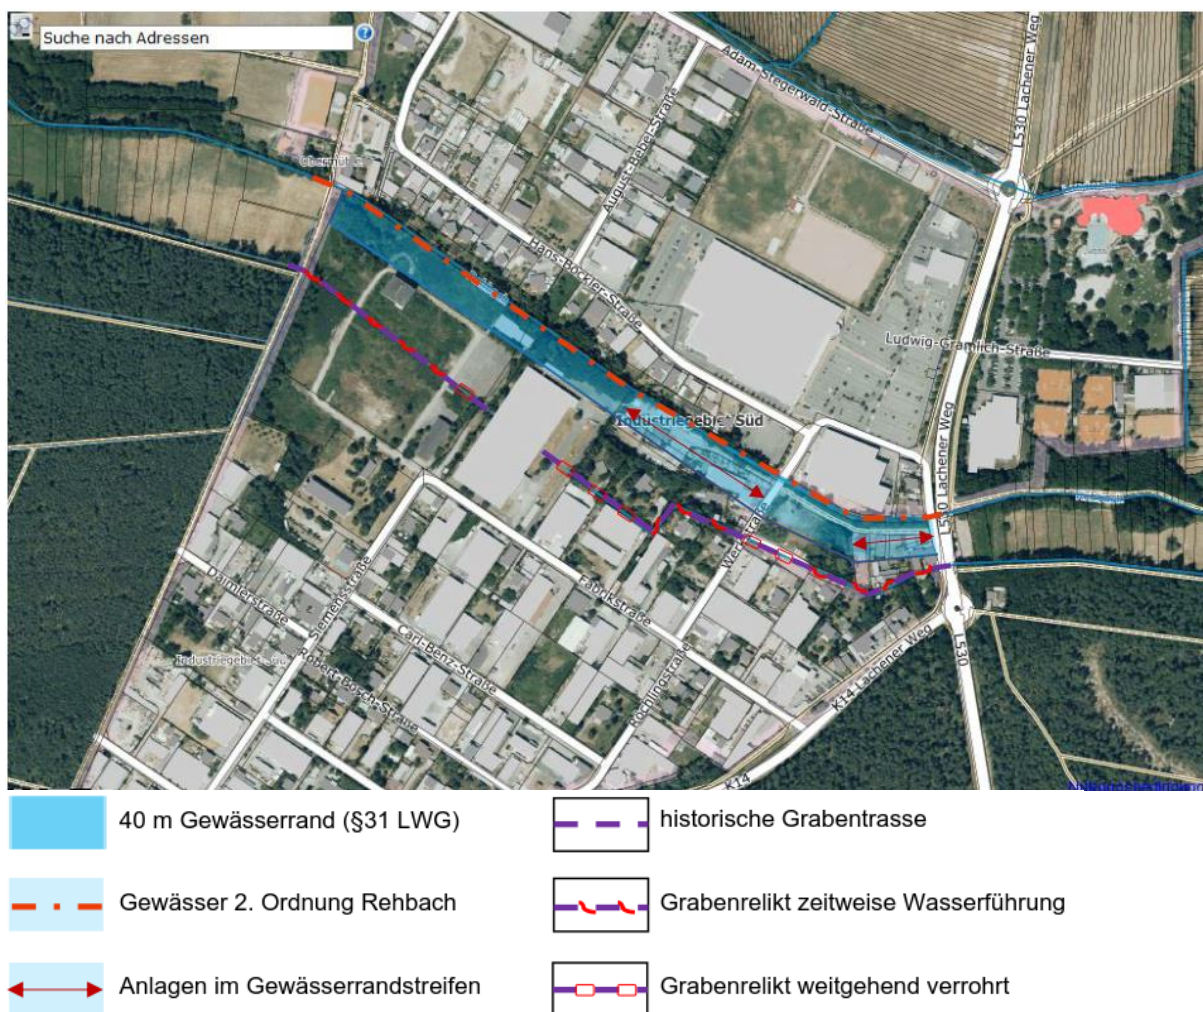 Suche nach Adressen
?
Adam-Stegerwald-Straße
L530 Lachener Weg
August-Bebel-Straße
Hans-Böckler-Straße
Ludwig-Gramlich-Straße
Industriegebiet Süd
L530 Lachener Weg
Werkstraße
Fabrikstraße
Siemensstraße
Daimlerstraße
Carl-Benz-Straße
Robert-Bosch-Straße
Röchlingstraße
K14 Lachener Weg
L530
K14
40 m Gewässerrand (§31 LWG)
historische Grabentrasse
Gewässer 2. Ordnung Rehbach
Grabenrelikt zeitweise Wasserführung
Anlagen im Gewässerrandstreifen
Grabenrelikt weitgehend verrohrt